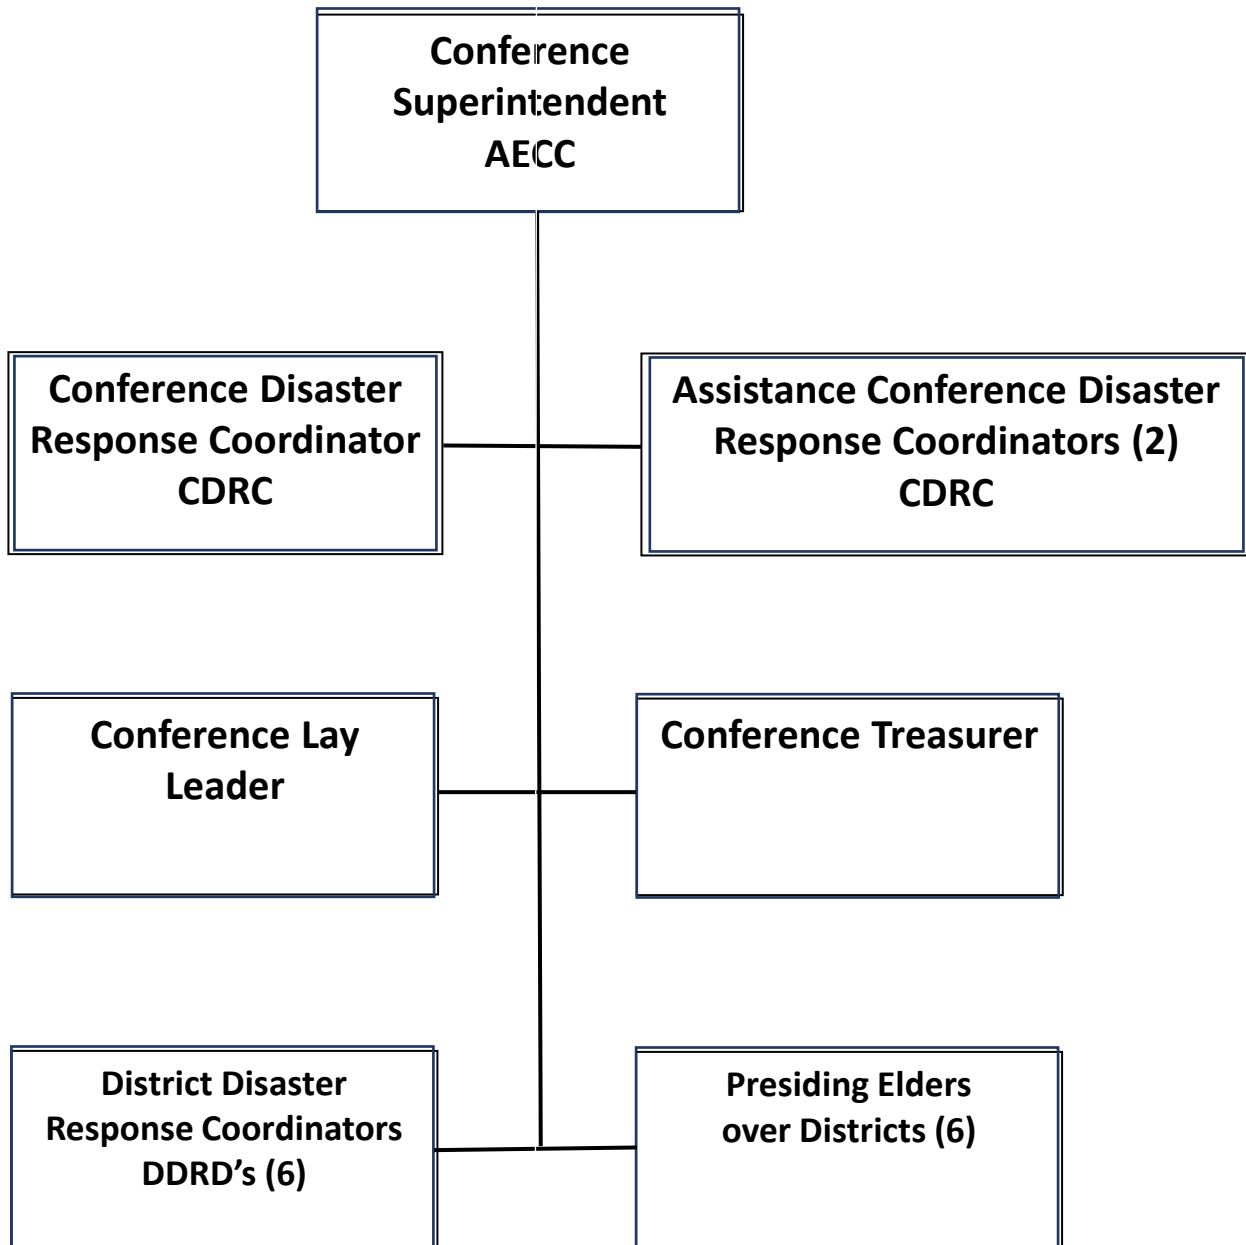 Conference
Superintendent
AECC
Conference Disaster
Response Coordinator
CDRC
Assistance Conference Disaster
Response Coordinators (2)
CDRC
Conference Lay
Leader
Conference Treasurer
District Disaster
Response Coordinators
DDRD’s (6)
Presiding Elders
over Districts (6)